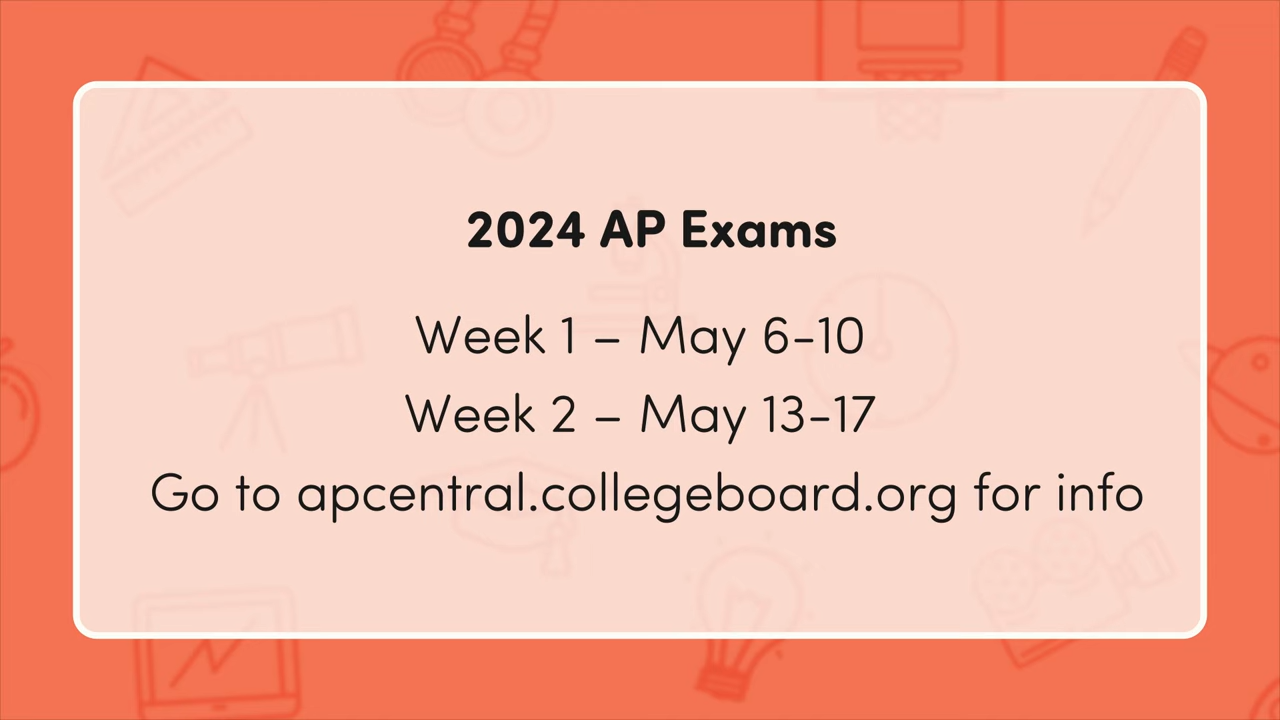 2024 AP Exams
Week 1 – May 6-10
Week 2 – May 13-17
Go to apcentral.collegeboard.org for info